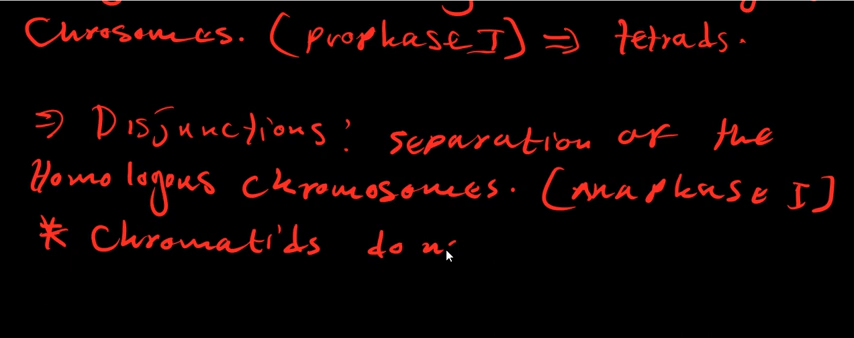 Chrosomes. (prophase I) => tetrads.
=> Disjunctions: separation of the
Homologous chromosomes. (Anaphase I)
* Chromatids do